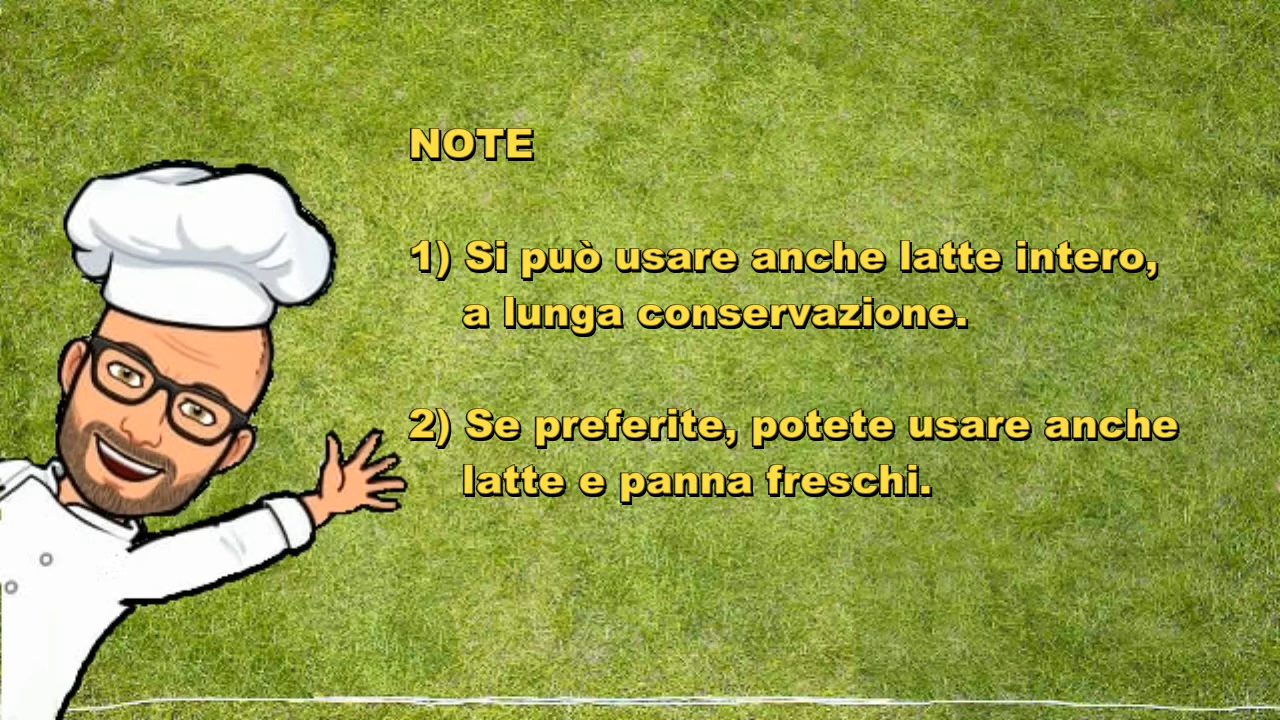 NOTE
1) Si può usare anche latte intero,
a lunga conservazione.
2) Se preferite, potete usare anche
latte e panna freschi.